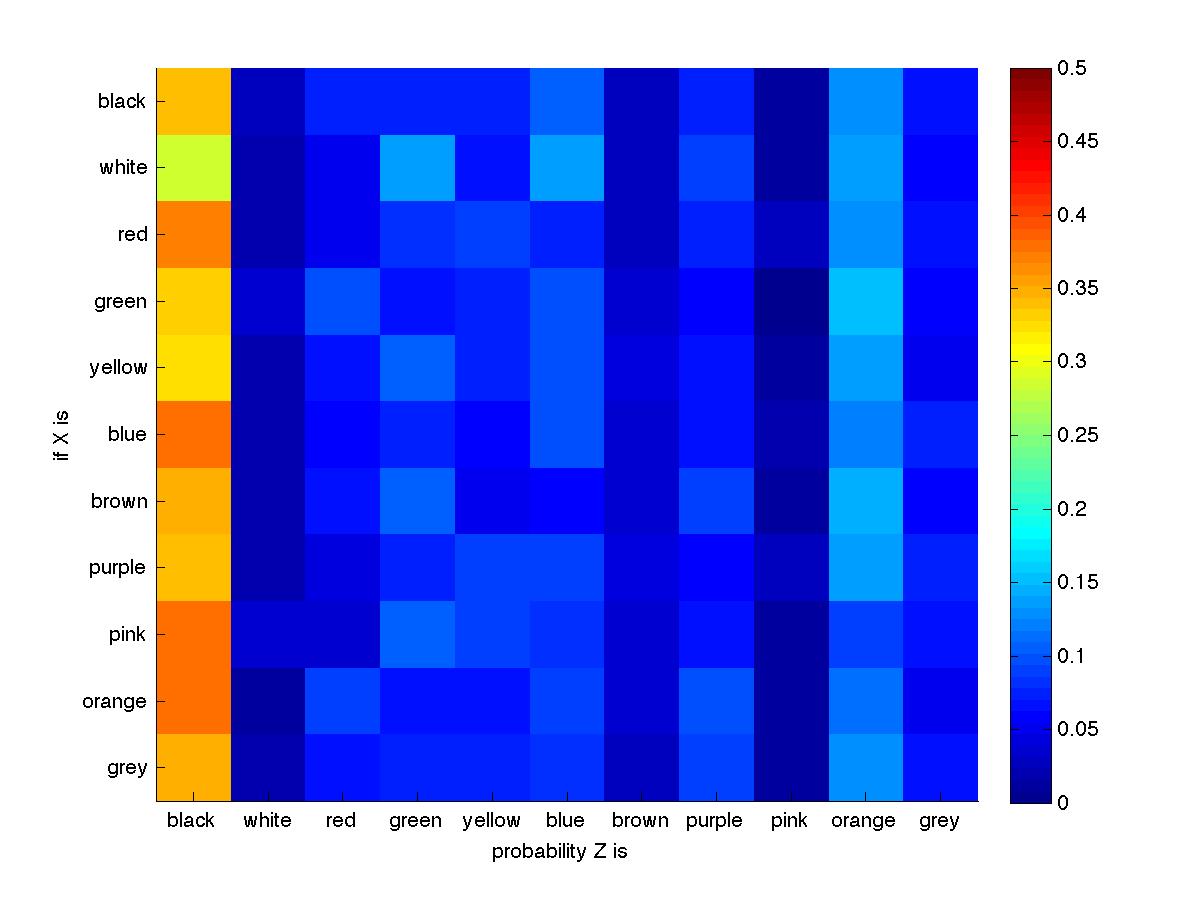 black
white
red
green
yellow
blue
brown
purple
pink
orange
grey
if X is
black white red green yellow blue brown purple pink orange grey
probability Z is
0.5
0.45
0.4
0.35
0.3
0.25
0.2
0.15
0.1
0.05
0